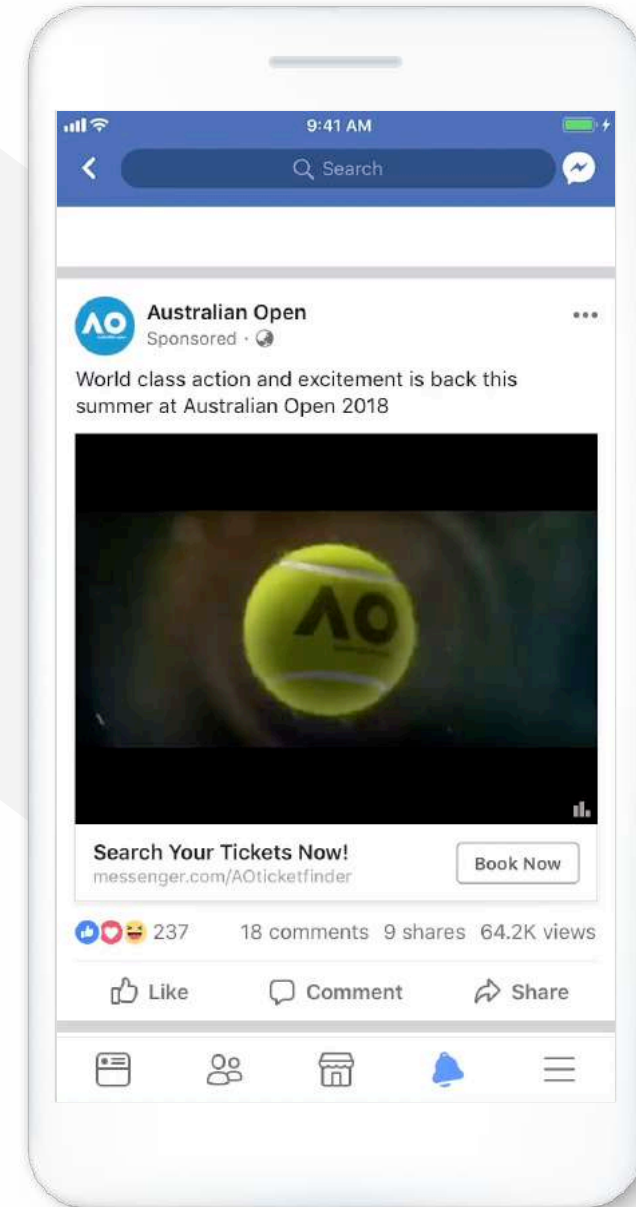 9:41 AM
Search
AO
Australian Open
Sponsored ·
World class action and excitement is back this
summer at Australian Open 2018
AO
Search Your Tickets Now!
messenger.com/AOticketfinder
Book Now
237 18 comments 9 shares 64.2K views
Like Comment Share